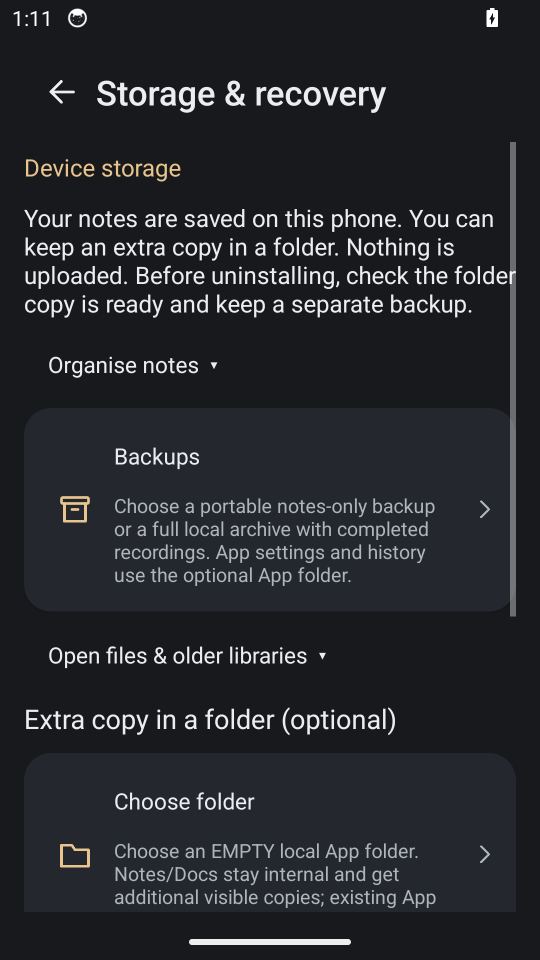 1:11
Storage & recovery
Device storage
Your notes are saved on this phone. You can
keep an extra copy in a folder. Nothing is
uploaded. Before uninstalling, check the folder
copy is ready and keep a separate backup.
Organise notes ▾
Backups
Choose a portable notes-only backup
or a full local archive with completed
recordings. App settings and history
use the optional App folder.
Open files & older libraries ▾
Extra copy in a folder (optional)
Choose folder
Choose an EMPTY local App folder.
Notes/Docs stay internal and get
additional visible copies; existing App